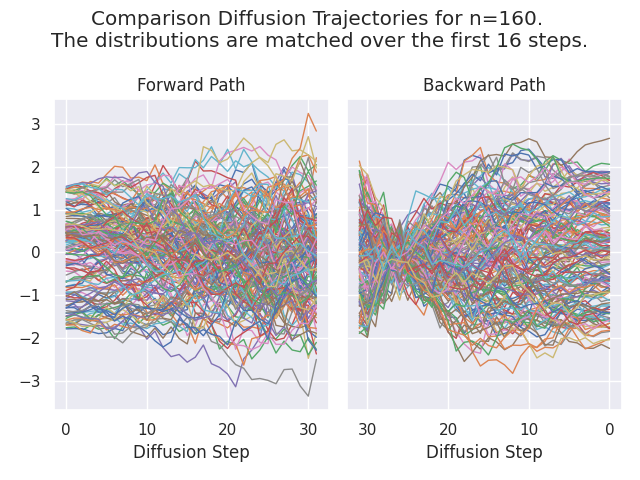 Comparison Diffusion Trajectories for n=160.
The distributions are matched over the first 16 steps.
Forward Path
Backward Path
3
2
1
0
−1
−2
−3
0 10 20 30
30 20 10 0
Diffusion Step
Diffusion Step